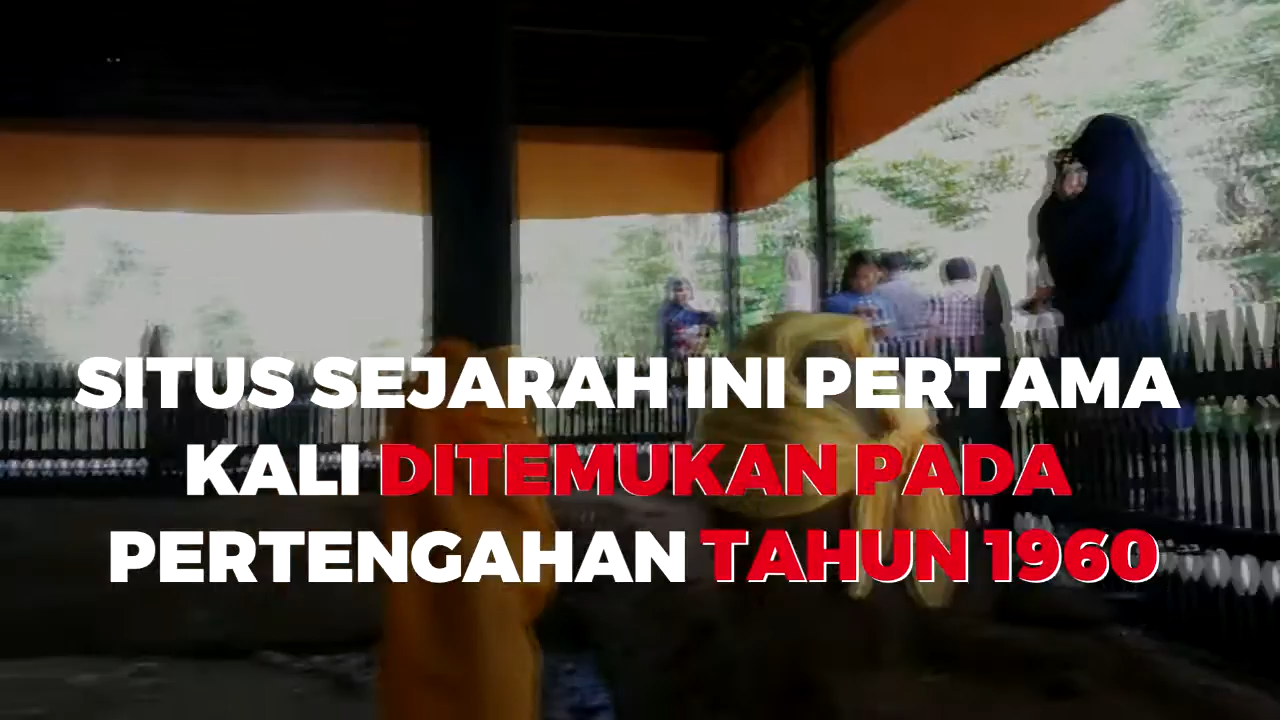 SITUS SEJARAH INI PERTAMA
KALI DITEMUKAN PADA
PERTENGAHAN TAHUN 1960